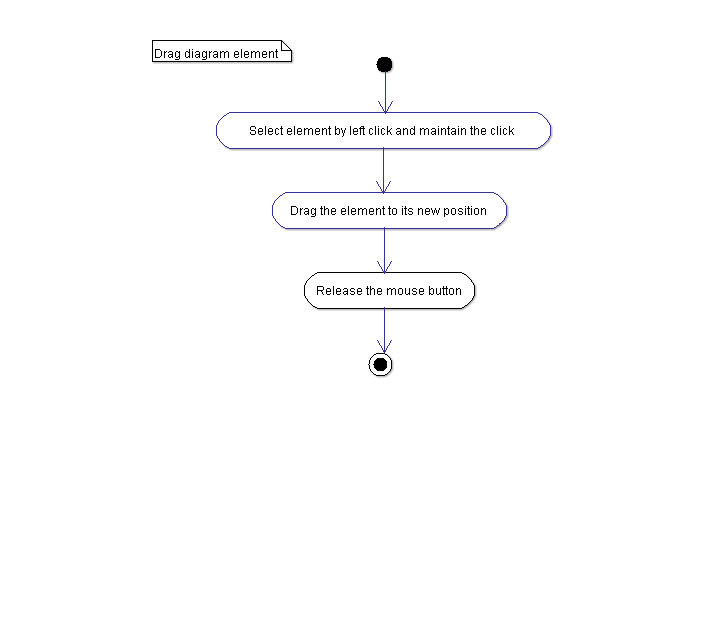 Drag diagram element
Select element by left click and maintain the click
Drag the element to its new position
Release the mouse button